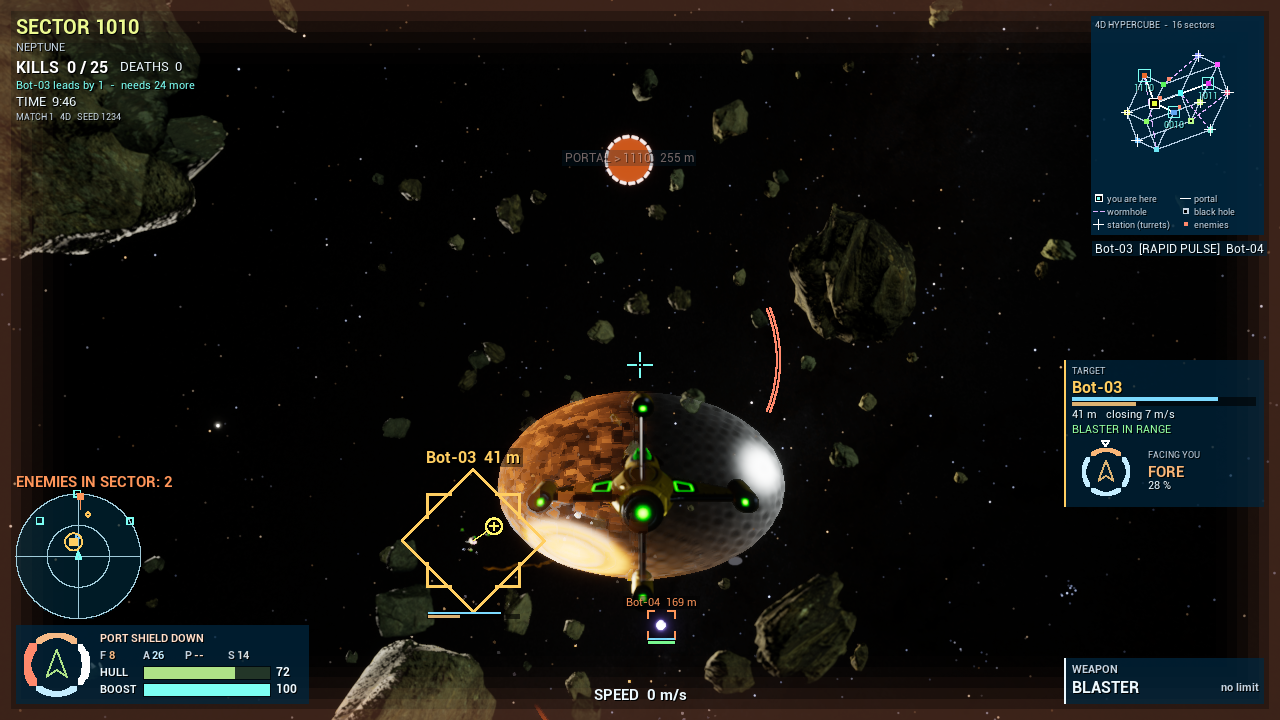 SECTOR 1010
NEPTUNE
KILLS 0 / 25 DEATHS 0
Bot-03 leads by 1 - needs 24 more
TIME 9:46
MATCH 1 4D SEED 1234
PORTAL > 1110 255 m
4D HYPERCUBE - 16 sectors
0010
you are here
portal
wormhole
black hole
station (turrets)
enemies
Bot-03 [RAPID PULSE] Bot-04
TARGET
Bot-03
41 m closing 7 m/s
BLASTER IN RANGE
FACING YOU
FORE
28 %
Bot-03 41 m
ENEMIES IN SECTOR: 2
Bot-04 169 m
PORT SHIELD DOWN
F 8 A 26 P -- S 14
HULL 72
BOOST 100
SPEED 0 m/s
WEAPON
BLASTER no limit